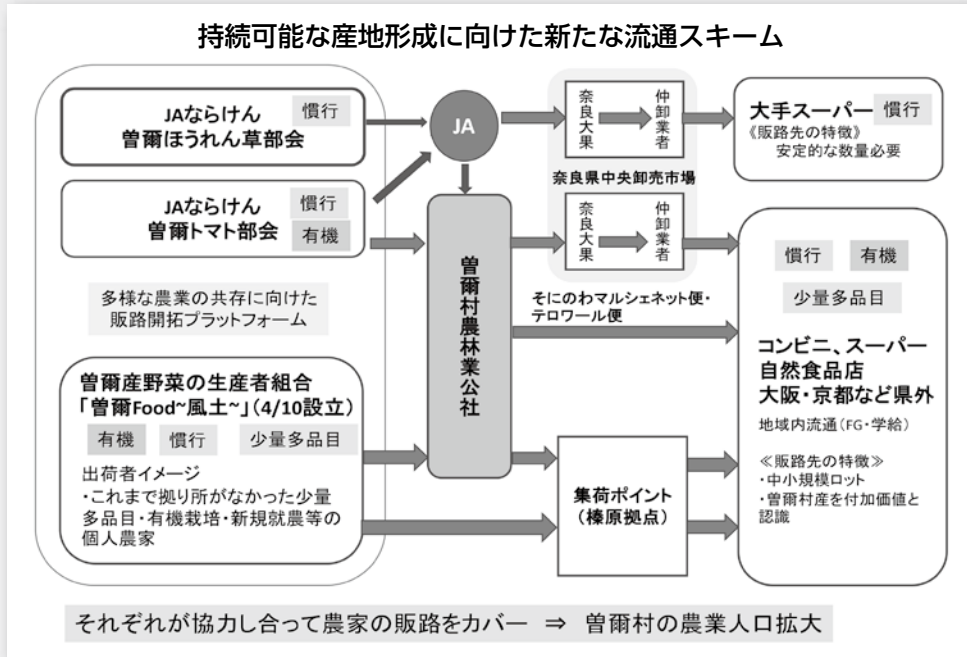 持続可能な産地形成に向けた新たな流通スキーム
JAならけん
曽爾ほうれん草部会
慣行
JAならけん
曽爾トマト部会
慣行
有機
多様な農業の共存に向けた
販路開拓プラットフォーム
曽爾産野菜の生産者組合
「曽爾Food~風土~」(4/10設立)
有機
慣行
少量多品目
出荷者イメージ
・これまで拠り所がなかった少量
多品目・有機栽培・新規就農等の
個人農家
JA
曽爾村農林業公社
奈良大果
仲卸業者
奈良県中央卸売市場
奈良大果
仲卸業者
そにのわマルシェネット便・
テロワール便
集荷ポイント
(榛原拠点)
大手スーパー
慣行
《販路先の特徴》
安定的な数量必要
慣行
有機
少量多品目
コンビニ、スーパー
自然食品店
大阪・京都など県外
地域内流通(FG・学給)
≪販路先の特徴≫
・中小規模ロット
・曽爾村産を付加価値と
認識
それぞれが協力し合って農家の販路をカバー ⇒ 曽爾村の農業人口拡大